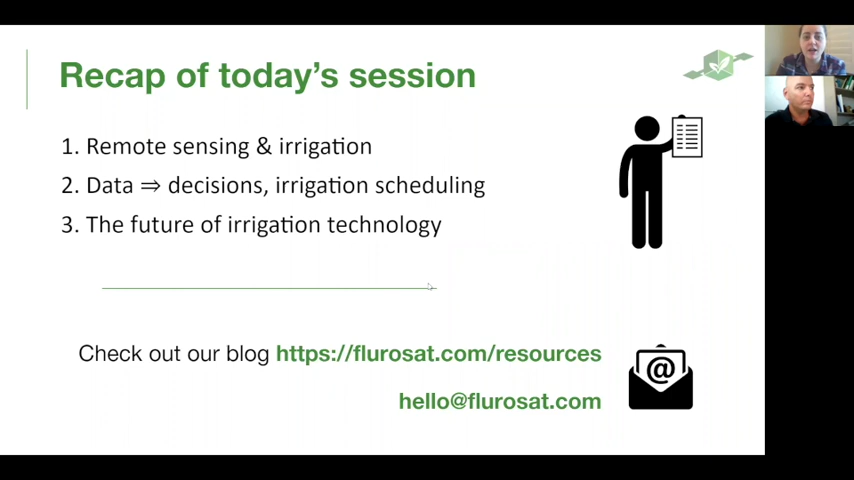 Recap of today's session
1. Remote sensing & irrigation
2. Data ⇒ decisions, irrigation scheduling
3. The future of irrigation technology
Check out our blog https://flurosat.com/resources
@
hello@flurosat.com